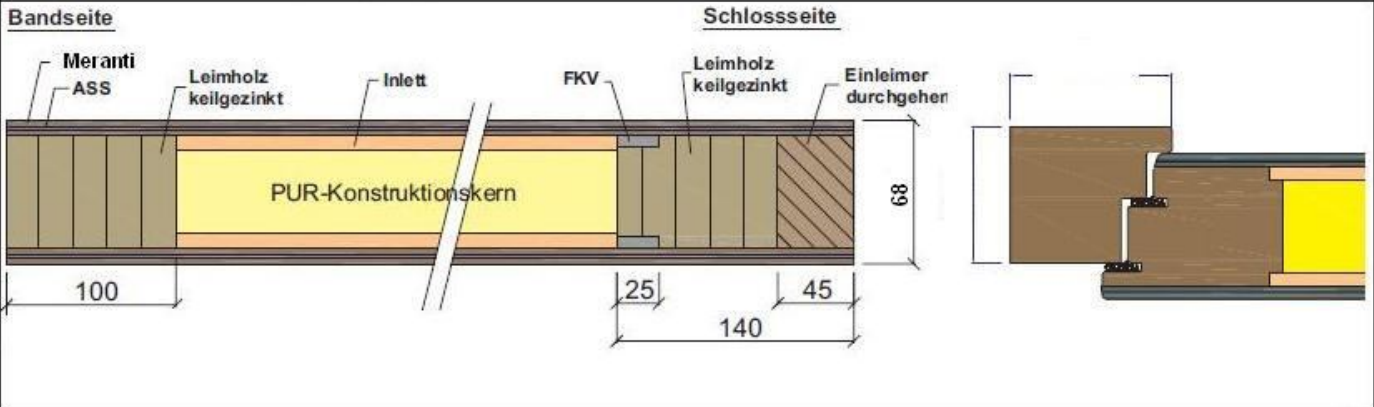 Bandseite
Schlossseite
Meranti
ASS
Leimholz
keilgezinkt
Inlett
FKV
Leimholz
keilgezinkt
Einleimer
durchgehen
PUR-Konstruktionskern
68
100
25
45
140